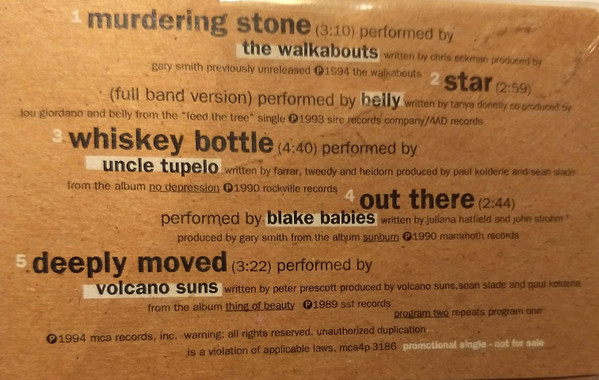 1 murdering stone (3:10) performed by
the walkabouts written by chris eckman produced by
gary smith previously unreleased ℗1994 the walkabouts 2 star (2:59)
(full band version) performed by belly written by tanya donelly co-produced by
lou giordano and belly from the "feed the tree" single ℗1993 sire records company/4AD records
3 whiskey bottle (4:40) performed by
uncle tupelo written by farrar, tweedy and heidorn produced by paul kolderie and sean slade
from the album no depression ℗1990 rockville records 4 out there (2:44)
performed by blake babies written by juliana hatfield and john strohm
produced by gary smith from the album sunburn ℗1990 mammoth records
5 deeply moved (3:22) performed by
volcano suns written by peter prescott produced by volcano suns, sean slade and paul kolderie
from the album thing of beauty ℗1989 sst records
program two repeats program one
℗1994 mca records, inc. warning: all rights reserved, unauthorized duplication
is a violation of applicable laws. mca4p-3186 promotional single - not for sale